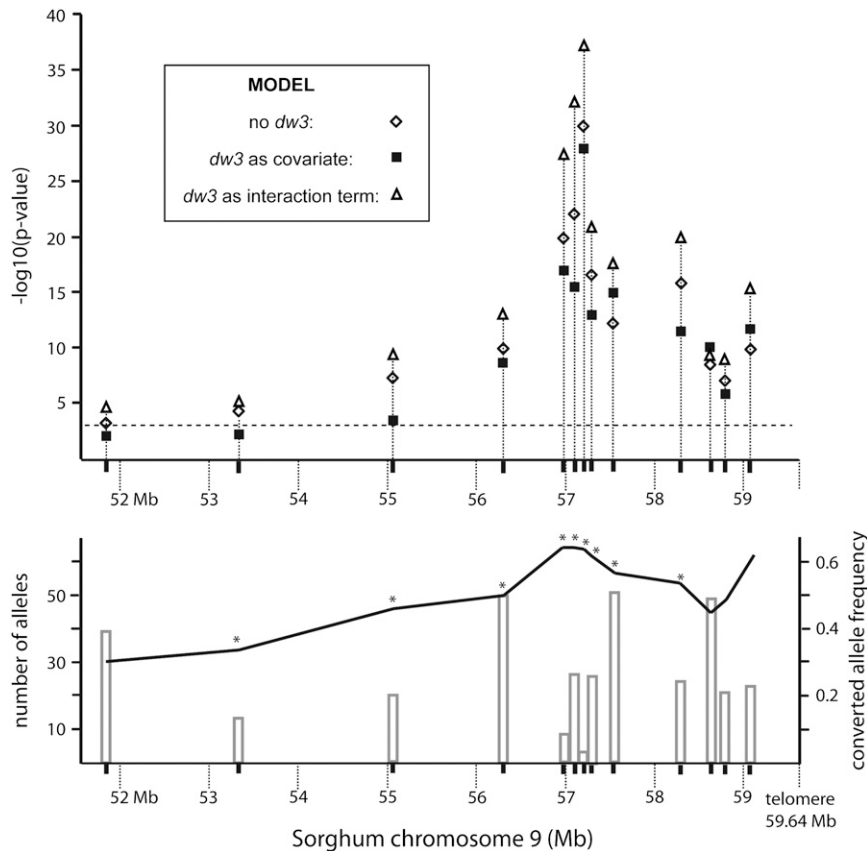 40
35
30
25
20
15
10
5
-log10(p-value)
MODEL
no dw3:
dw3 as covariate:
dw3 as interaction term:
52 Mb 53 54 55 56 57 58 59
50
30
10
number of alleles
* * * * * * * * *
0.6
0.4
0.2
converted allele frequency
52 Mb 53 54 55 56 57 58 59
telomere
59.64 Mb
Sorghum chromosome 9 (Mb)